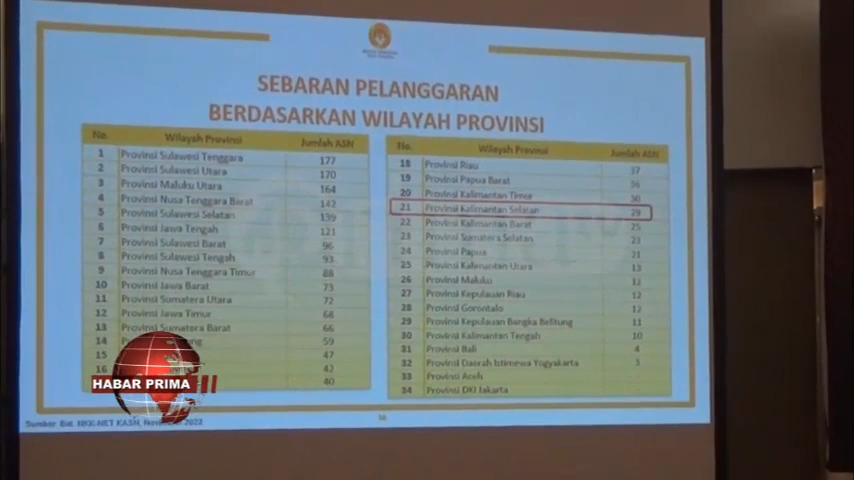 SEBARAN PELANGGARAN
BERDASARKAN WILAYAH PROVINSI
No. Wilayah Provinsi Jumlah ASN
1 Provinsi Sulawesi Tenggara 177
2 Provinsi Sulawesi Utara 170
3 Provinsi Maluku Utara 164
4 Provinsi Nusa Tenggara Barat 142
5 Provinsi Sulawesi Selatan 139
6 Provinsi Jawa Tengah 121
7 Provinsi Sulawesi Barat 96
8 Provinsi Sulawesi Tengah 93
9 Provinsi Nusa Tenggara Timur 88
10 Provinsi Jawa Barat 73
11 Provinsi Sumatera Utara 72
12 Provinsi Jawa Timur 68
13 Provinsi Sumatera Barat 66
14 59
15 47
16 42
40
No. Wilayah Provinsi Jumlah ASN
18 Provinsi Riau 37
19 Provinsi Papua Barat 36
20 Provinsi Kalimantan Timur 30
21 Provinsi Kalimantan Selatan 29
22 Provinsi Kalimantan Barat 25
23 Provinsi Sumatera Selatan 23
24 Provinsi Papua 21
25 Provinsi Kalimantan Utara 13
26 Provinsi Maluku
27 Provinsi Kepulauan Riau 12
28 Provinsi Gorontalo 12
29 Provinsi Kepulauan Bangka Belitung 11
30 Provinsi Kalimantan Tengah 10
31 Provinsi Bali 4
32 Provinsi Daerah Istimewa Yogyakarta 3
33 Provinsi Aceh
34 Provinsi DKI Jakarta
HABAR PRIMA
Sumber Bid. NKK-NET KASN, 2022